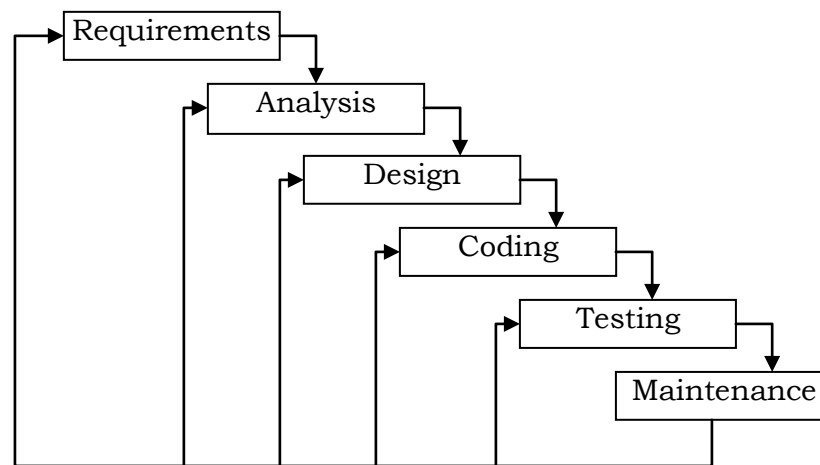 Requirements
Analysis
Design
Coding
Testing
Maintenance